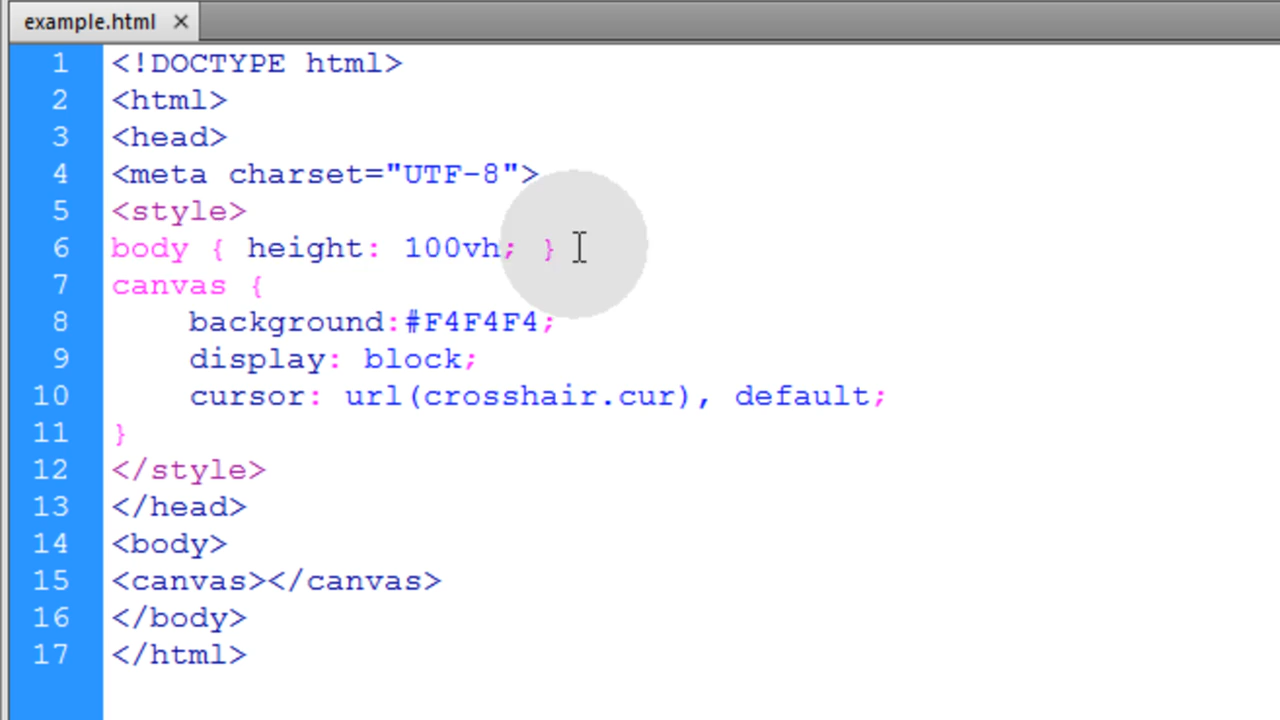 example.html ×
1 <!DOCTYPE html>
2 <html>
3 <head>
4 <meta charset="UTF-8">
5 <style>
6 body { height: 100vh; }
7 canvas {
8     background:#F4F4F4;
9     display: block;
10     cursor: url(crosshair.cur), default;
11 }
12 </style>
13 </head>
14 <body>
15 <canvas></canvas>
16 </body>
17 </html>